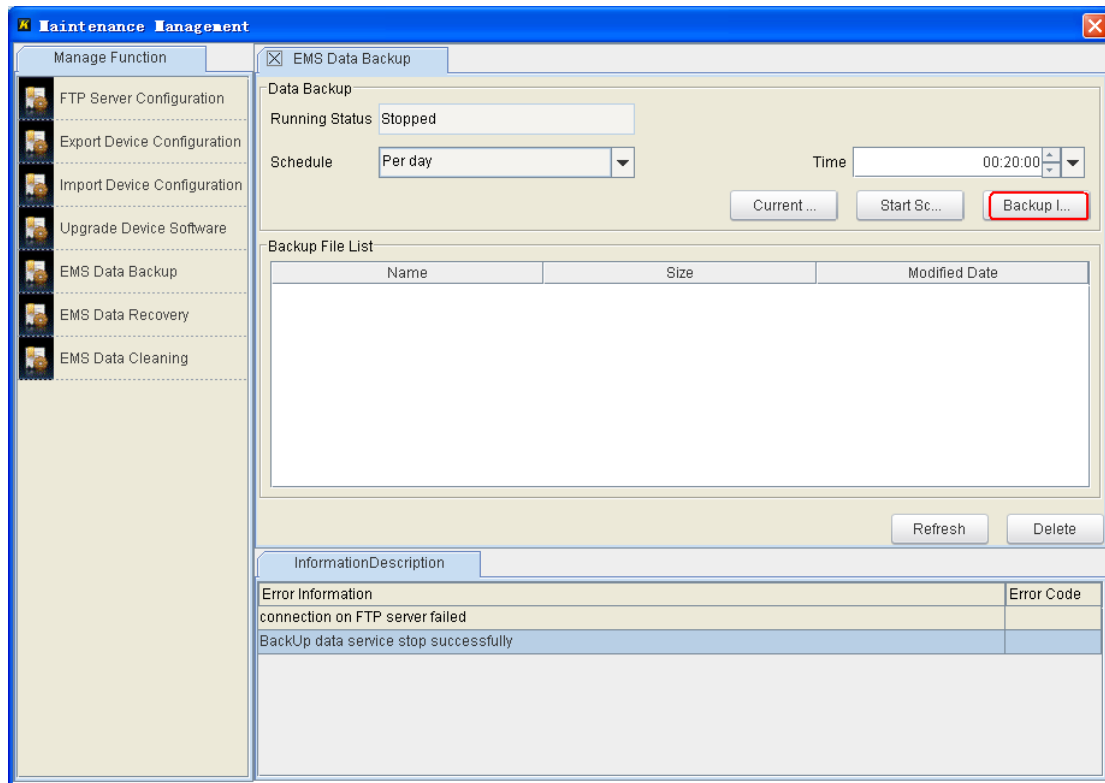 Maintenance Management
Manage Function
FTP Server Configuration
Export Device Configuration
Import Device Configuration
Upgrade Device Software
EMS Data Backup
EMS Data Recovery
EMS Data Cleaning
EMS Data Backup
Data Backup
Running Status Stopped
Schedule Per day Time 00:20:00
Current ... Start Sc... Backup I...
Backup File List
Name Size Modified Date
Refresh Delete
InformationDescription
Error Information Error Code
connection on FTP server failed
BackUp data service stop successfully